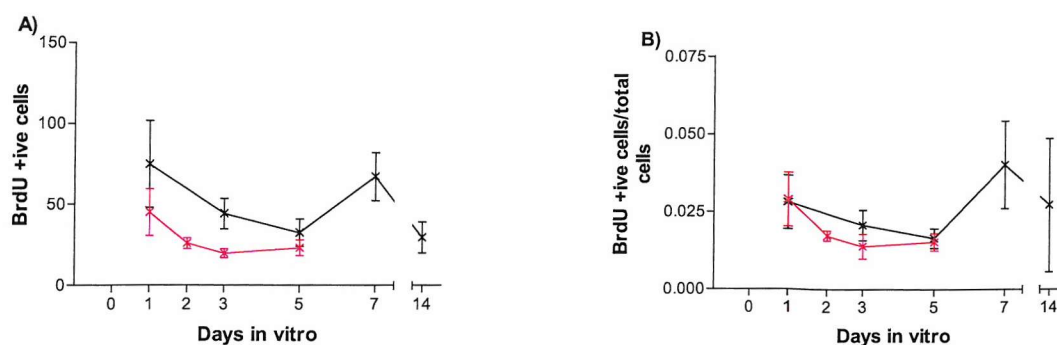 A)
BrdU +ive cells
150
100
50
0
0 1 2 3 5 7 14
Days in vitro
B)
BrdU +ive cells/total
cells
0.075
0.050
0.025
0.000
0 1 2 3 5 7 14
Days in vitro